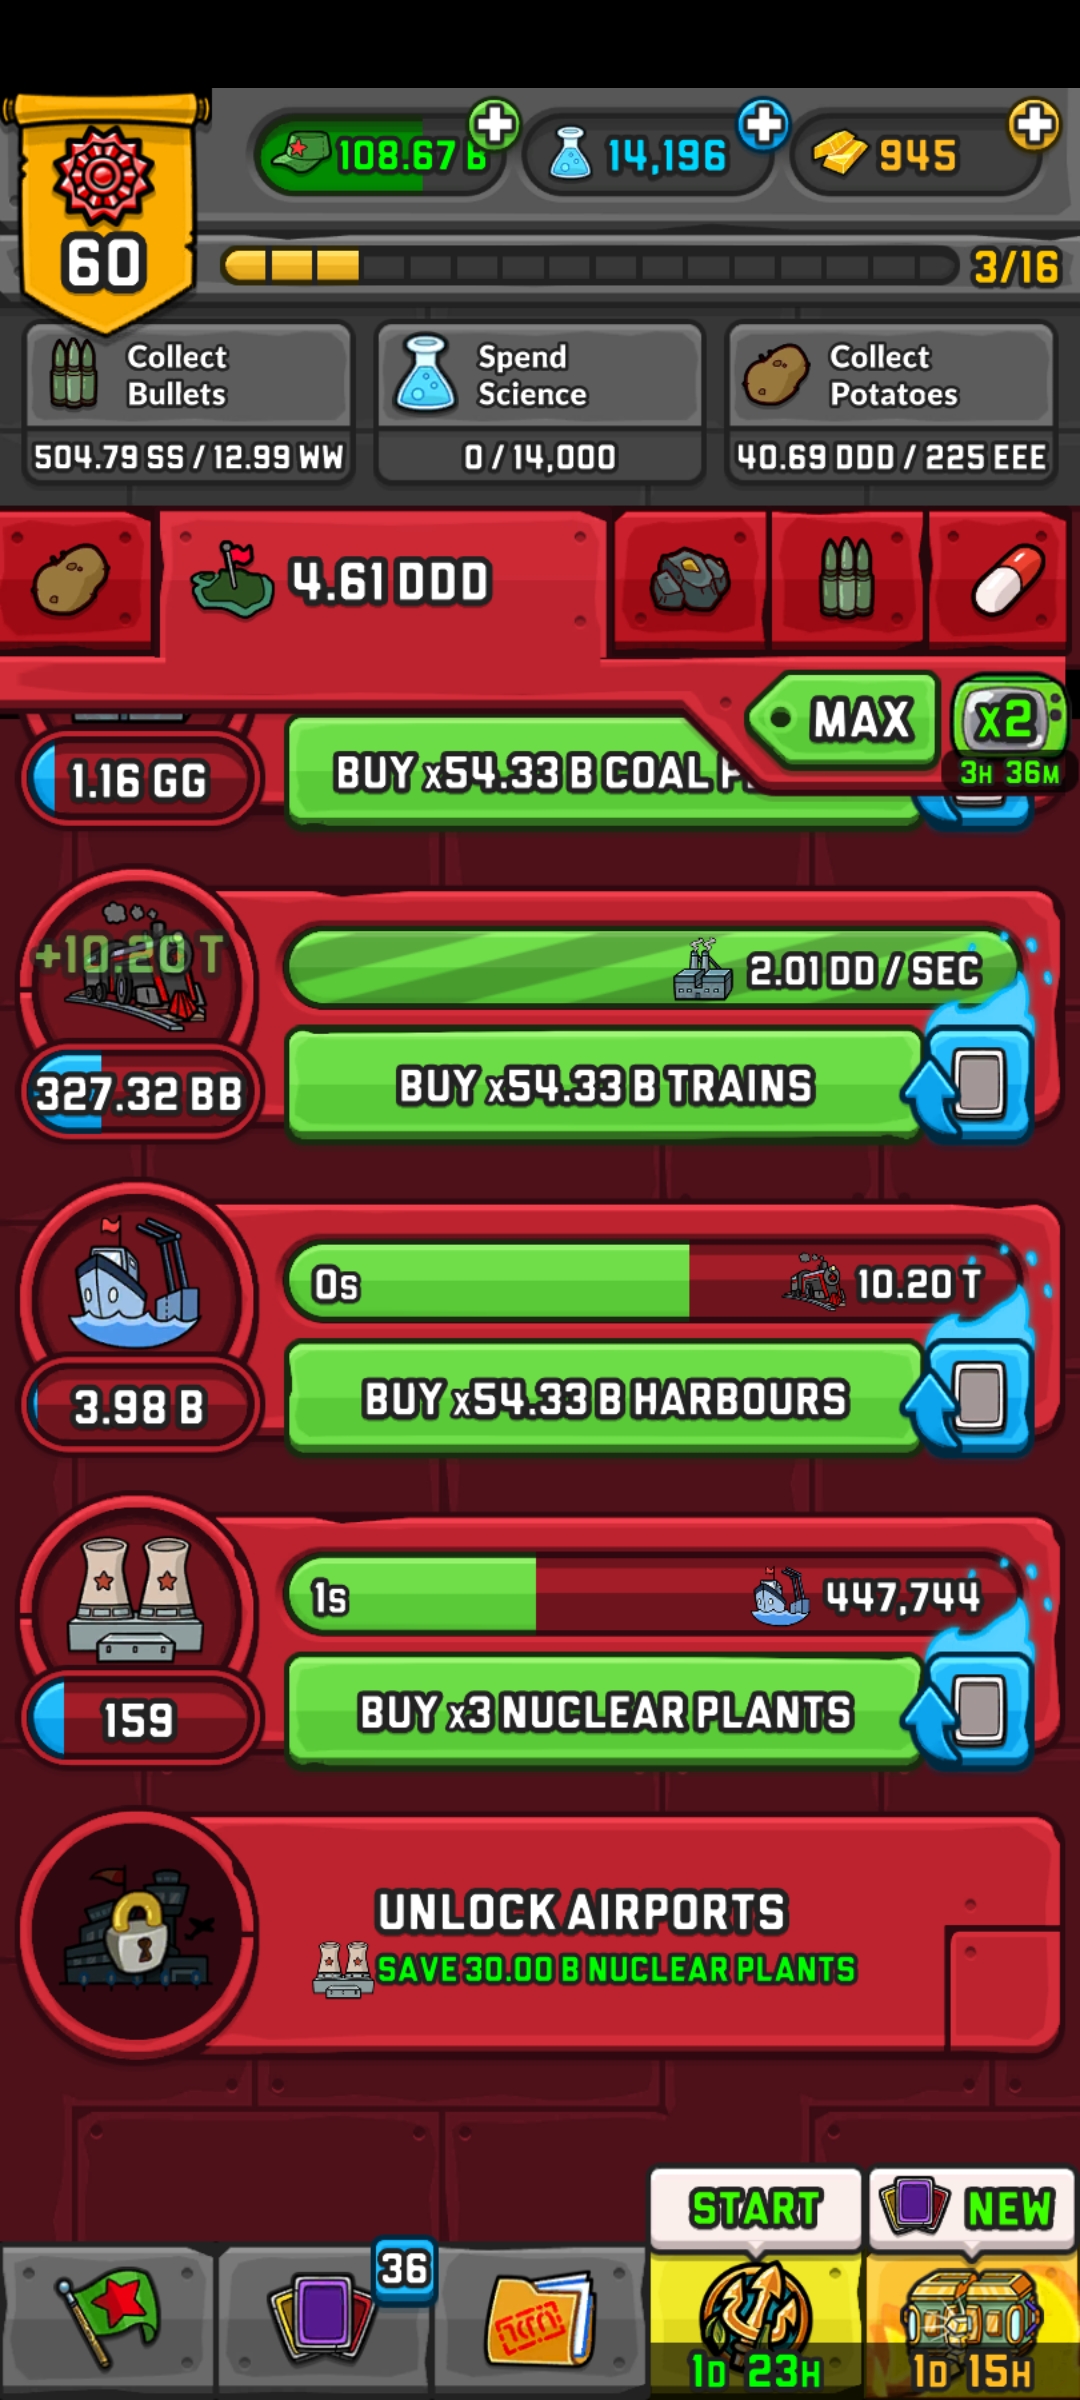 108.67 B
14,196
945
60
3/16
Collect
Bullets
504.79 SS / 12.99 WW
Spend
Science
0 / 14,000
Collect
Potatoes
40.69 DDD / 225 EEE
4.61 DDD
MAX
x2
3H 36M
1.16 GG
BUY x54.33 B COAL
+10.20 T
2.01 DD / SEC
327.32 BB
BUY x54.33 B TRAINS
0s
10.20 T
3.98 B
BUY x54.33 B HARBOURS
1s
447,744
159
BUY x3 NUCLEAR PLANTS
UNLOCK AIRPORTS
SAVE 30.00 B NUCLEAR PLANTS
START
NEW
36
1D 23H
1D 15H